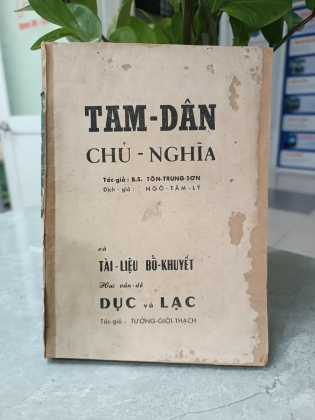 TAM-DÂN
CHỦ - NGHĨA
Tác-giả : B.S. TÔN-TRUNG-SƠN
Dịch - giả : NGÔ-TÂM-LÝ
và
TÀI-LIỆU BỒ-KHUYẾT
Hai vấn-đề
DỤC và LẠC
Tác-giả : TƯỞNG-GIỚI-THẠCH